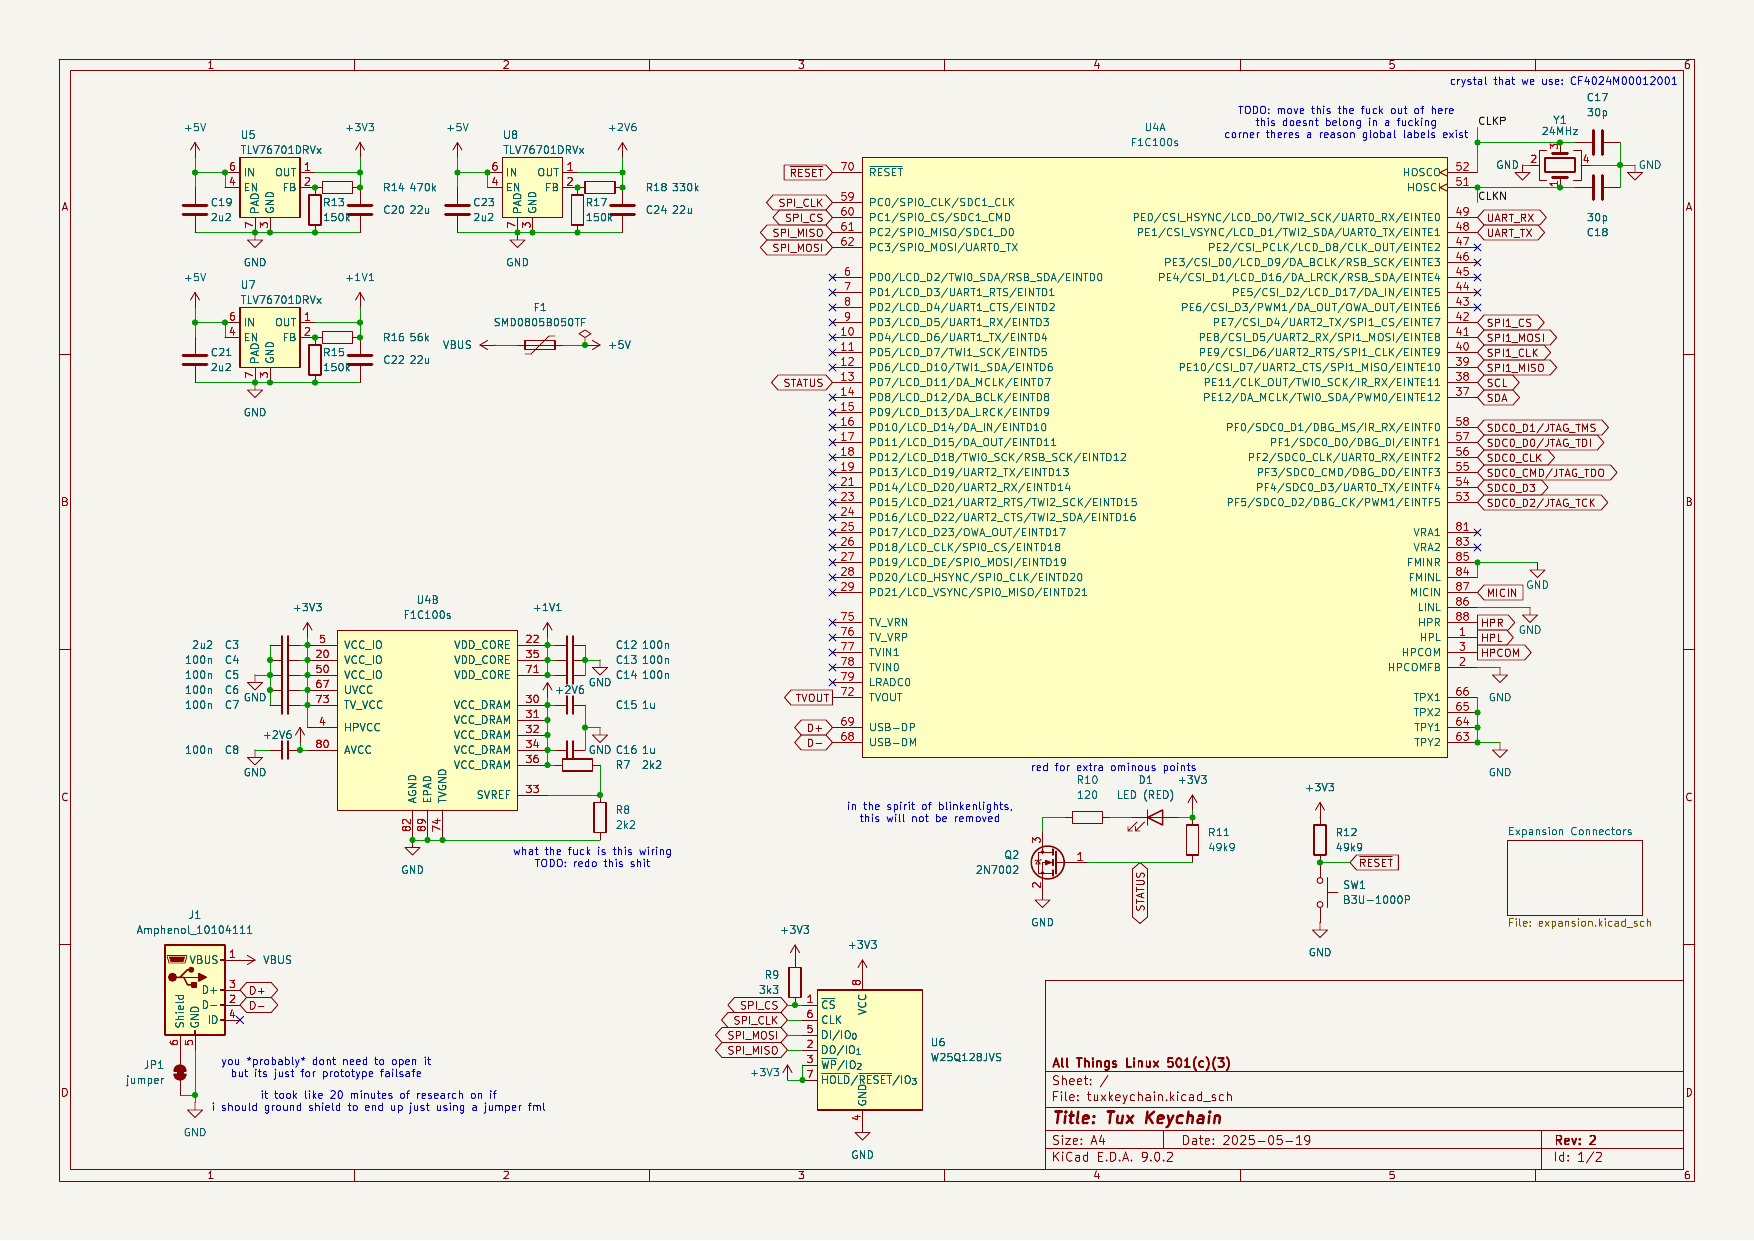 1 2 3 4 5 6
crystal that we use: CF4024M00012001
A
B
C
D
+5V
U5
TLV76701DRVx
+3V3
6 IN OUT 1
4 EN FB 2
PAD
GND
7 3
C19
2u2
R13
150k
R14 470k
C20 22u
GND
+5V
U8
TLV76701DRVx
+2V6
6 IN OUT 1
4 EN FB 2
PAD
GND
7 3
C23
2u2
R17
150k
R18 330k
C24 22u
GND
+5V
U7
TLV76701DRVx
+1V1
6 IN OUT 1
4 EN FB 2
PAD
GND
7 3
C21
2u2
R15
150k
R16 56k
C22 22u
GND
F1
SMD0805B050TF
VBUS
+5V
TODO: move this the fuck out of here
this doesnt belong in a fucking
corner theres a reason global labels exist
U4A
F1C100s
CLKP
CLKN
Y1
24MHz
C17
30p
30p
C18
GND
2
3
4
1
GND
RESET 70 RESET
SPI_CLK 59 PC0/SPI0_CLK/SDC1_CLK
SPI_CS 60 PC1/SPI0_CS/SDC1_CMD
SPI_MISO 61 PC2/SPI0_MISO/SDC1_D0
SPI_MOSI 62 PC3/SPI0_MOSI/UART0_TX
6 PD0/LCD_D2/TWI0_SDA/RSB_SDA/EINTD0
7 PD1/LCD_D3/UART1_RTS/EINTD1
8 PD2/LCD_D4/UART1_CTS/EINTD2
9 PD3/LCD_D5/UART1_RX/EINTD3
10 PD4/LCD_D6/UART1_TX/EINTD4
11 PD5/LCD_D7/TWI1_SCK/EINTD5
12 PD6/LCD_D10/TWI1_SDA/EINTD6
STATUS 13 PD7/LCD_D11/DA_MCLK/EINTD7
14 PD8/LCD_D12/DA_BCLK/EINTD8
15 PD9/LCD_D13/DA_LRCK/EINTD9
16 PD10/LCD_D14/DA_IN/EINTD10
17 PD11/LCD_D15/DA_OUT/EINTD11
18 PD12/LCD_D18/TWI0_SCK/RSB_SCK/EINTD12
19 PD13/LCD_D19/UART2_TX/EINTD13
21 PD14/LCD_D20/UART2_RX/EINTD14
23 PD15/LCD_D21/UART2_RTS/TWI2_SCK/EINTD15
24 PD16/LCD_D22/UART2_CTS/TWI2_SDA/EINTD16
25 PD17/LCD_D23/OWA_OUT/EINTD17
26 PD18/LCD_CLK/SPI0_CS/EINTD18
27 PD19/LCD_DE/SPI0_MOSI/EINTD19
28 PD20/LCD_HSYNC/SPI0_CLK/EINTD20
29 PD21/LCD_VSYNC/SPI0_MISO/EINTD21
75 TV_VRN
76 TV_VRP
77 TVIN1
78 TVIN0
79 LRADC0
TVOUT 72 TVOUT
D+ 69 USB-DP
D- 68 USB-DM
HOSCO 52
HOSCI 51
PE0/CSI_HSYNC/LCD_D0/TWI2_SCK/UART0_RX/EINTE0 49 UART_RX
PE1/CSI_VSYNC/LCD_D1/TWI2_SDA/UART0_TX/EINTE1 48 UART_TX
PE2/CSI_PCLK/LCD_D8/CLK_OUT/EINTE2 47
PE3/CSI_D0/LCD_D9/DA_BCLK/RSB_SCK/EINTE3 46
PE4/CSI_D1/LCD_D16/DA_LRCK/RSB_SDA/EINTE4 45
PE5/CSI_D2/LCD_D17/DA_IN/EINTE5 44
PE6/CSI_D3/PWM1/DA_OUT/OWA_OUT/EINTE6 43
PE7/CSI_D4/UART2_TX/SPI1_CS/EINTE7 42 SPI1_CS
PE8/CSI_D5/UART2_RX/SPI1_MOSI/EINTE8 41 SPI1_MOSI
PE9/CSI_D6/UART2_RTS/SPI1_CLK/EINTE9 40 SPI1_CLK
PE10/CSI_D7/UART2_CTS/SPI1_MISO/EINTE10 39 SPI1_MISO
PE11/CLK_OUT/TWI0_SCK/IR_RX/EINTE11 38 SCL
PE12/DA_MCLK/TWI0_SDA/PWM0/EINTE12 37 SDA
PF0/SDC0_D1/DBG_MS/IR_RX/EINTF0 58 SDC0_D1/JTAG_TMS
PF1/SDC0_D0/DBG_DI/EINTF1 57 SDC0_D0/JTAG_TDI
PF2/SDC0_CLK/UART0_RX/EINTF2 56 SDC0_CLK
PF3/SDC0_CMD/DBG_DO/EINTF3 55 SDC0_CMD/JTAG_TDO
PF4/SDC0_D3/UART0_TX/EINTF4 54 SDC0_D3
PF5/SDC0_D2/DBG_CK/PWM1/EINTF5 53 SDC0_D2/JTAG_TCK
VRA1 81
VRA2 83
FMINR 85
FMINL 84
GND
MICIN 87 MICIN
LINL 86
GND
HPR 88 HPR
HPL 1 HPL
HPCOM 3 HPCOM
HPCOMFB 2
GND
TPX1 66
TPX2 65
TPY1 64
TPY2 63
GND
U4B
F1C100s
+3V3
+1V1
2u2 C3 5 VCC_IO
100n C4 20 VCC_IO
100n C5 50 VCC_IO
100n C6 67 UVCC
100n C7 73 TV_VCC
GND
4 HPVCC
+2V6
100n C8 80 AVCC
GND
VDD_CORE 22 C12 100n
VDD_CORE 35 C13 100n
VDD_CORE 71 C14 100n
GND
+2V6
VCC_DRAM 30 C15 1u
VCC_DRAM 31
VCC_DRAM 32
VCC_DRAM 34 GND C16 1u
VCC_DRAM 36 R7 2k2
SVREF 33
R8
2k2
AGND
EPAD
TVGND
82 89 74
GND
what the fuck is this wiring
TODO: redo this shit
red for extra ominous points
in the spirit of blinkenlights,
this will not be removed
R10
120
D1
LED (RED)
+3V3
R11
49k9
Q2
2N7002
3
1
2
STATUS
GND
+3V3
R12
49k9
RESET
SW1
B3U-1000P
GND
Expansion Connectors
File: expansion.kicad_sch
J1
Amphenol_10104111
VBUS 1 VBUS
D+ 3 D+
D- 2 D-
ID 4
Shield
GND
6 5
JP1
jumper
GND
you *probably* dont need to open it
but its just for prototype failsafe
it took like 20 minutes of research on if
i should ground shield to end up just using a jumper fml
+3V3
R9
3k3
+3V3
8
VCC
SPI_CS 1 CS
SPI_CLK 6 CLK
SPI_MOSI 5 DI/IO0
SPI_MISO 2 DO/IO1
3 WP/IO2
+3V3 7 HOLD/RESET/IO3
GND
4
GND
U6
W25Q128JVS
All Things Linux 501(c)(3)
Sheet: /
File: tuxkeychain.kicad_sch
Title: Tux Keychain
Size: A4 Date: 2025-05-19 Rev: 2
KiCad E.D.A. 9.0.2 Id: 1/2
A
B
C
D
1 2 3 4 5 6